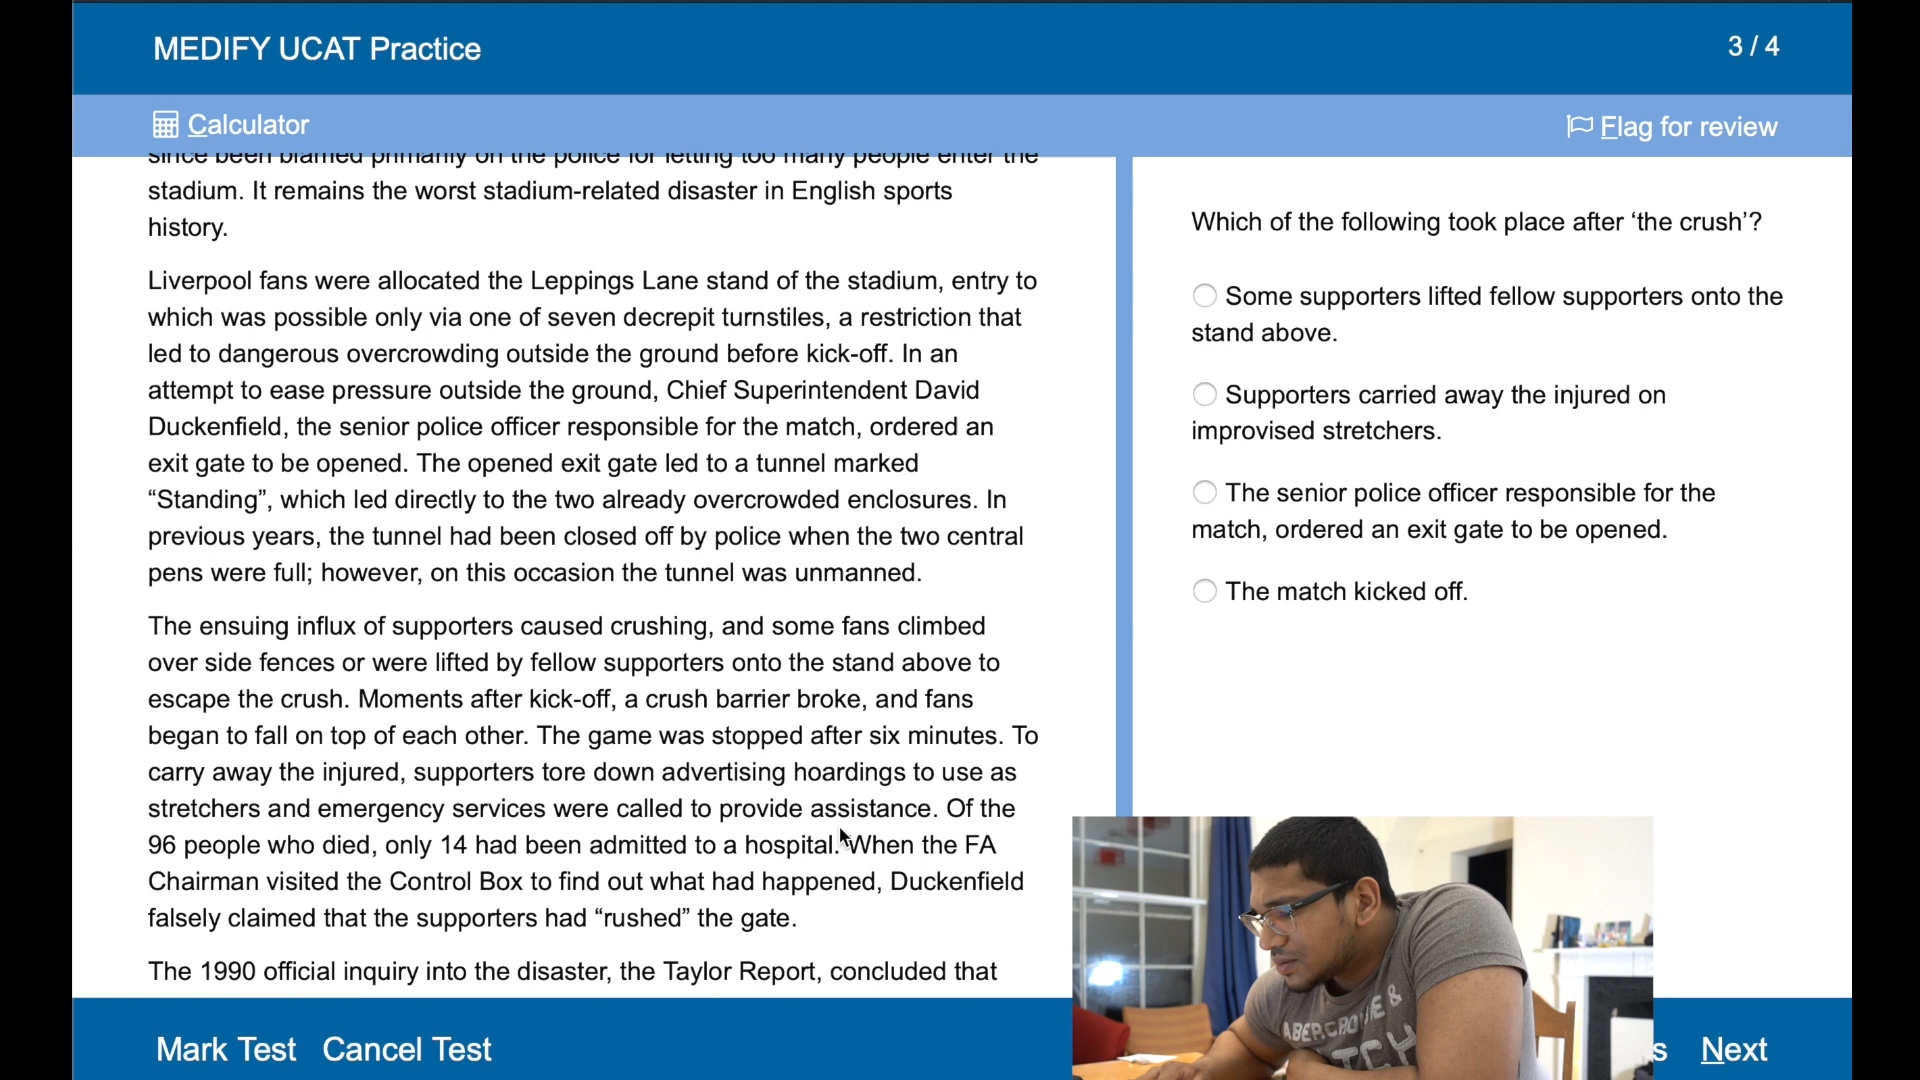 MEDIFY UCAT Practice
3 / 4
Calculator
Flag for review
since been blamed primarily on the police for letting too many people enter the
stadium. It remains the worst stadium-related disaster in English sports
history.
Liverpool fans were allocated the Leppings Lane stand of the stadium, entry to
which was possible only via one of seven decrepit turnstiles, a restriction that
led to dangerous overcrowding outside the ground before kick-off. In an
attempt to ease pressure outside the ground, Chief Superintendent David
Duckenfield, the senior police officer responsible for the match, ordered an
exit gate to be opened. The opened exit gate led to a tunnel marked
“Standing”, which led directly to the two already overcrowded enclosures. In
previous years, the tunnel had been closed off by police when the two central
pens were full; however, on this occasion the tunnel was unmanned.
The ensuing influx of supporters caused crushing, and some fans climbed
over side fences or were lifted by fellow supporters onto the stand above to
escape the crush. Moments after kick-off, a crush barrier broke, and fans
began to fall on top of each other. The game was stopped after six minutes. To
carry away the injured, supporters tore down advertising hoardings to use as
stretchers and emergency services were called to provide assistance. Of the
96 people who died, only 14 had been admitted to a hospital. When the FA
Chairman visited the Control Box to find out what had happened, Duckenfield
falsely claimed that the supporters had “rushed” the gate.
The 1990 official inquiry into the disaster, the Taylor Report, concluded that
Which of the following took place after ‘the crush’?
Some supporters lifted fellow supporters onto the
stand above.
Supporters carried away the injured on
improvised stretchers.
The senior police officer responsible for the
match, ordered an exit gate to be opened.
The match kicked off.
Mark Test
Cancel Test
s
Next